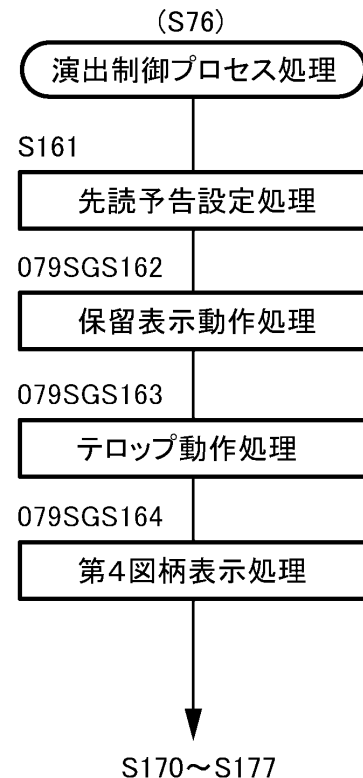 (S76)
演出制御プロセス処理
S161
先読予告設定処理
079SGS162
保留表示動作処理
079SGS163
テロップ動作処理
079SGS164
第4図柄表示処理
S170～S177